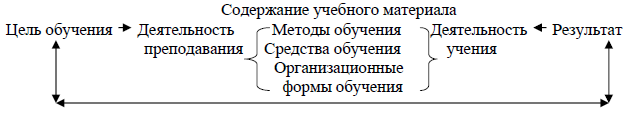 Содержание учебного материала
Цель обучения Деятельность Методы обучения Деятельность Результат
преподавания Средства обучения учения
Организационные
формы обучения